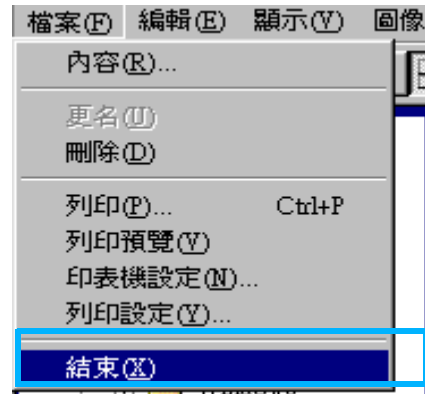 檔案(F) 編輯(E) 顯示(V) 圖像
內容(R)...
更名(U)
刪除(D)
列印(P)... Ctrl+P
列印預覽(V)
印表機設定(N)...
列印設定(Y)...
結束(X)